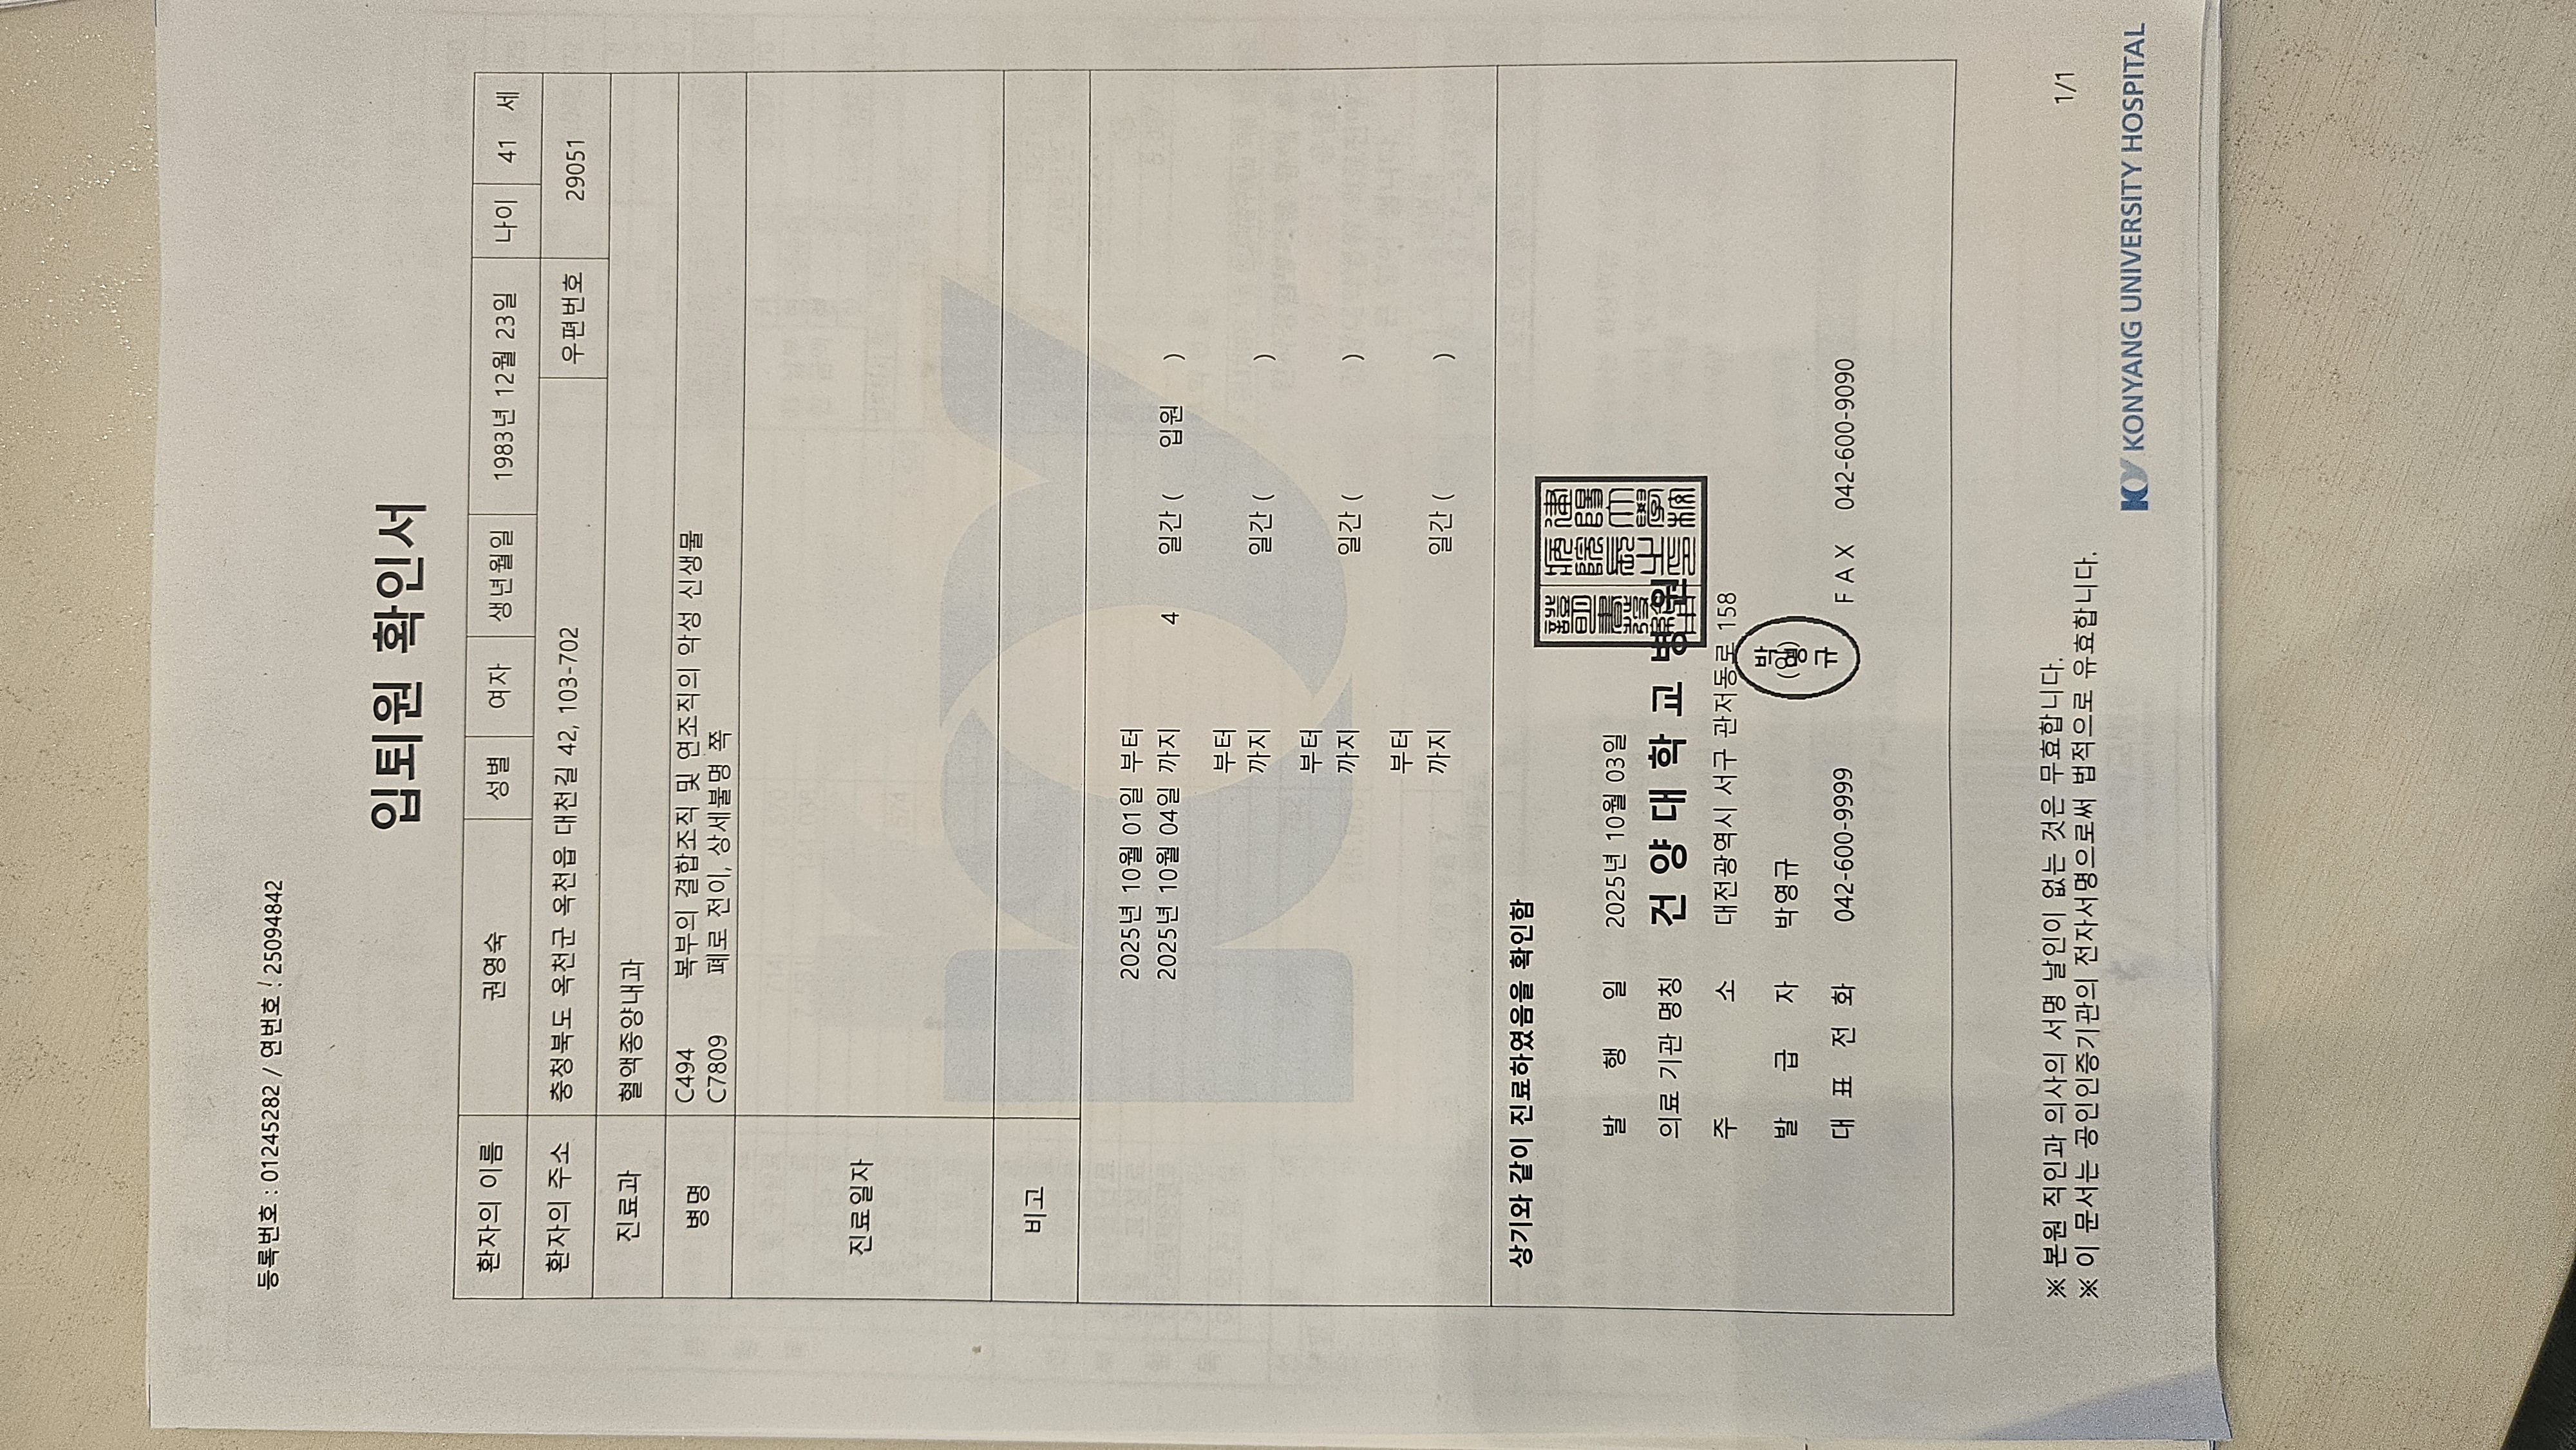 등록번호 : 01245282 / 연번호 : 25094842
입퇴원 확인서
환자의 이름 권영숙 성별 여자 생년월일 1983년 12월 23일 나이 41 세
환자의 주소 충청북도 옥천군 옥천읍 대천길 42, 103-702 우편번호 29051
진료과 혈액종양내과
병명 C494 복부의 결합조직 및 연조직의 악성 신생물
C7809 폐로 전이, 상세불명 쪽
진료일자
비고
2025년 10월 01일 부터
2025년 10월 04일 까지 4 일간 ( 입원 )
부터
까지 일간 ( )
부터
까지 일간 ( )
부터
까지 일간 ( )
상기와 같이 진료하였음을 확인함
발 행 일 2025년 10월 03일
의료 기관 명칭 건 양 대 학 교 병 원
주 소 대전광역시 서구 관저동로 158
발 급 자 박영규 (인)
박영규
대 표 전 화 042-600-9999 F A X 042-600-9090
※ 본원 직인과 의사의 서명 날인이 없는 것은 무효합니다.
※ 이 문서는 공인인증기관의 전자서명으로써 법적으로 유효합니다.
1/1
KONYANG UNIVERSITY HOSPITAL